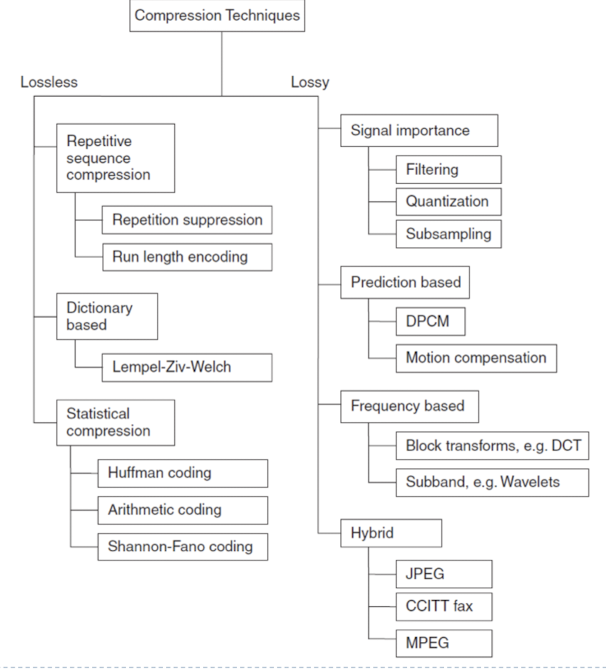 Compression Techniques
Lossless
Lossy
Repetitive
sequence
compression
Repetition suppression
Run length encoding
Dictionary
based
Lempel-Ziv-Welch
Statistical
compression
Huffman coding
Arithmetic coding
Shannon-Fano coding
Signal importance
Filtering
Quantization
Subsampling
Prediction based
DPCM
Motion compensation
Frequency based
Block transforms, e.g. DCT
Subband, e.g. Wavelets
Hybrid
JPEG
CCITT fax
MPEG